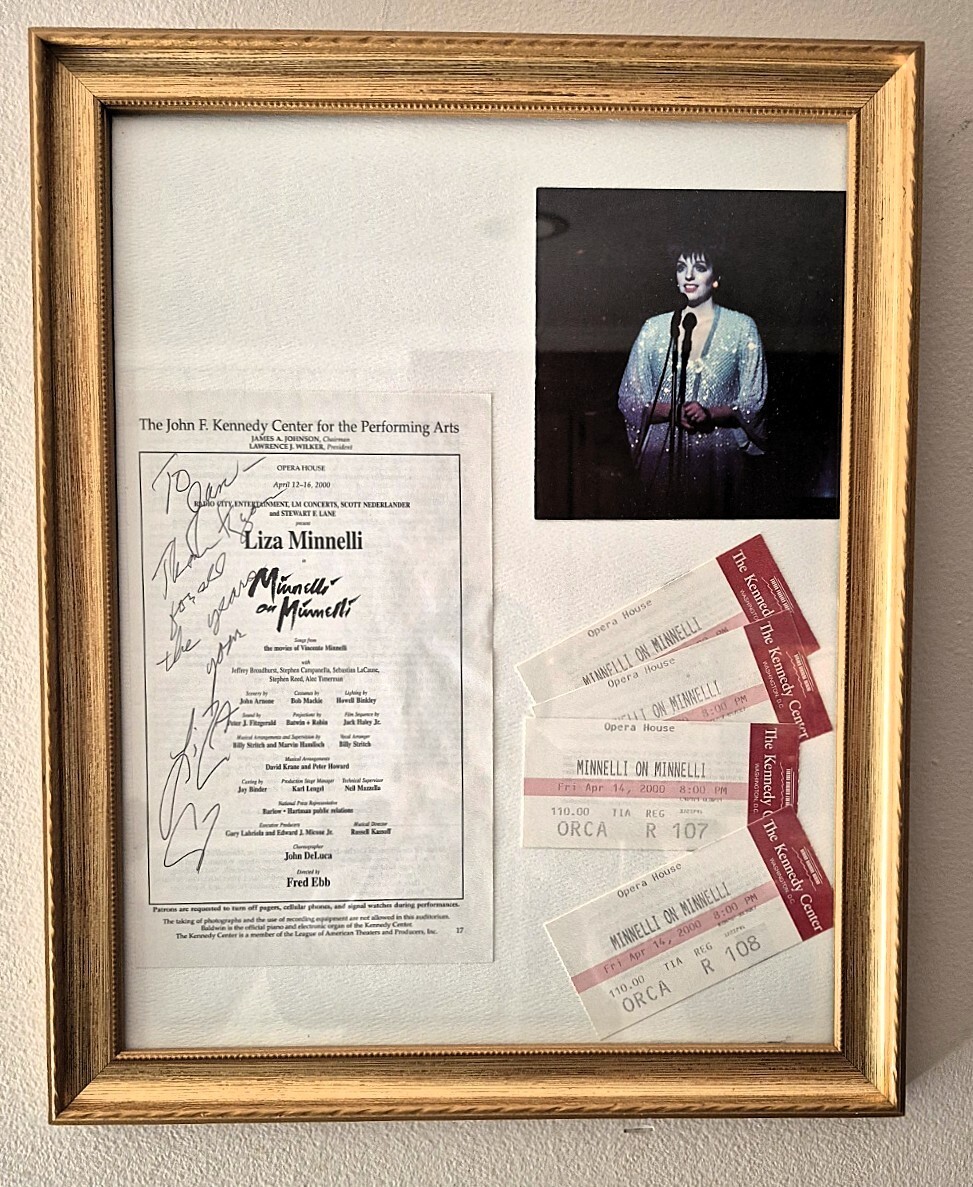 The John F. Kennedy Center for the Performing Arts
JAMES A. JOHNSON, Chairman
LAWRENCE J. WILKER, President
OPERA HOUSE
April 12–16, 2000
RADIO CITY ENTERTAINMENT, LM CONCERTS, SCOTT NEDERLANDER
and STEWART F. LANE
present
Liza Minnelli
in
Minnelli
on Minnelli
Songs from
the movies of Vincente Minnelli
with
Jeffrey Broadhurst, Stephen Campanella, Sebastian LaCause,
Stephen Reed, Alec Timerman
Scenery by Costumes by Lighting by
John Arnone Bob Mackie Howell Binkley
Sound by Projections by Film Sequence by
Peter J. Fitzgerald Batwin + Robin Jack Haley Jr.
Musical Arrangements and Supervision by Vocal Arranger
Billy Stritch and Marvin Hamlisch Billy Stritch
Musical Arrangements
David Krane and Peter Howard
Casting by Production Stage Manager Technical Supervisor
Jay Binder Karl Lengel Neil Mazzella
National Press Representative
Barlow • Hartman public relations
Executive Producers Musical Director
Gary Labriola and Edward J. Micone Jr. Russell Kassoff
Choreographer
John DeLuca
Directed by
Fred Ebb
Patrons are requested to turn off pagers, cellular phones, and signal watches during performances.
The taking of photographs and the use of recording equipment are not allowed in this auditorium.
Baldwin is the official piano and electronic organ of the Kennedy Center.
The Kennedy Center is a member of the League of American Theaters and Producers, Inc. 17
To
for all
the years
LiZA
Opera House
MINNELLI ON MINNELLI
The Kenned
WASHINGTON
Opera House
MINNELLI ON MINNELLI
8:00 PM
The Kennedy Cente
WASHINGTON, D.C.
Opera House
MINNELLI ON MINNELLI
Fri Apr 14, 2000 8:00 PM
110.00 TIA REG
ORCA R 107
The Kennedy C
WASHINGTON, D.C.
Opera House
MINNELLI ON MINNELLI
Fri Apr 14, 2000 8:00 PM
110.00 TIA REG
ORCA R 108
The Kennedy Center
WASHINGTON, D.C.